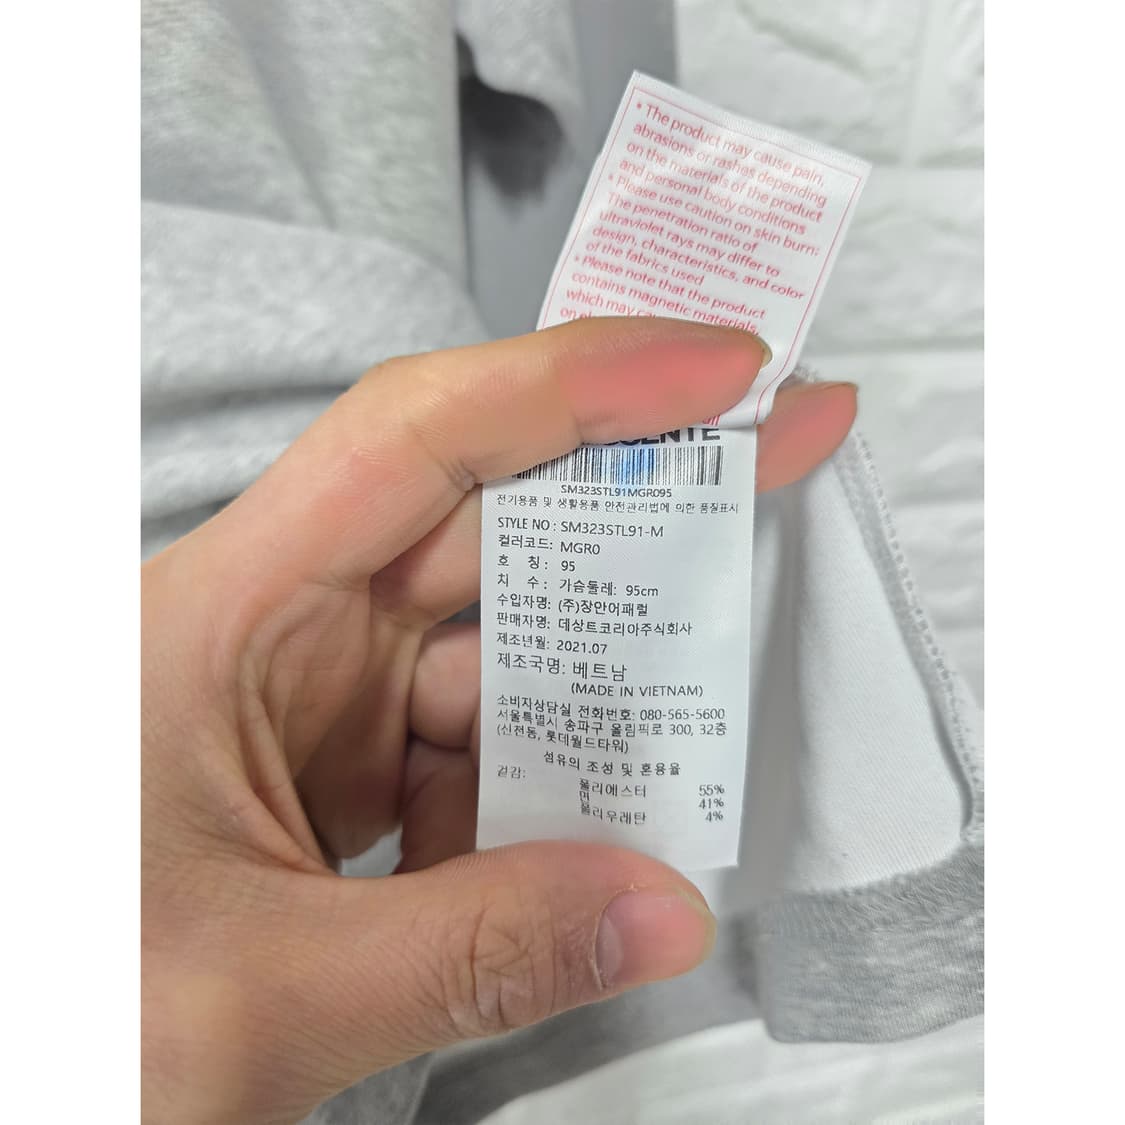 • The product may cause pain,
abrasions or rashes depending
on the materials of the product
and personal body conditions
• Please use caution on skin burn;
The penetration ratio of
ultraviolet rays may differ to
design, characteristics, and color
of the fabrics used
• Please note that the product
contains magnetic materials,
which may
on
SM323STL91MGR095
전기용품 및 생활용품 안전관리법에 의한 품질표시
STYLE NO : SM323STL91-M
컬러코드: MGR0
호 칭 : 95
치 수 : 가슴둘레: 95cm
수입자명: (주)장안어패럴
판매자명: 데상트코리아주식회사
제조년월: 2021.07
제조국명: 베트남
(MADE IN VIETNAM)
소비자상담실 전화번호: 080-565-5600
서울특별시 송파구 올림픽로 300, 32층
(신전동, 롯데월드타워)
섬유의 조성 및 혼용율
겉감:
폴리에스터 55%
면 41%
폴리우레탄 4%